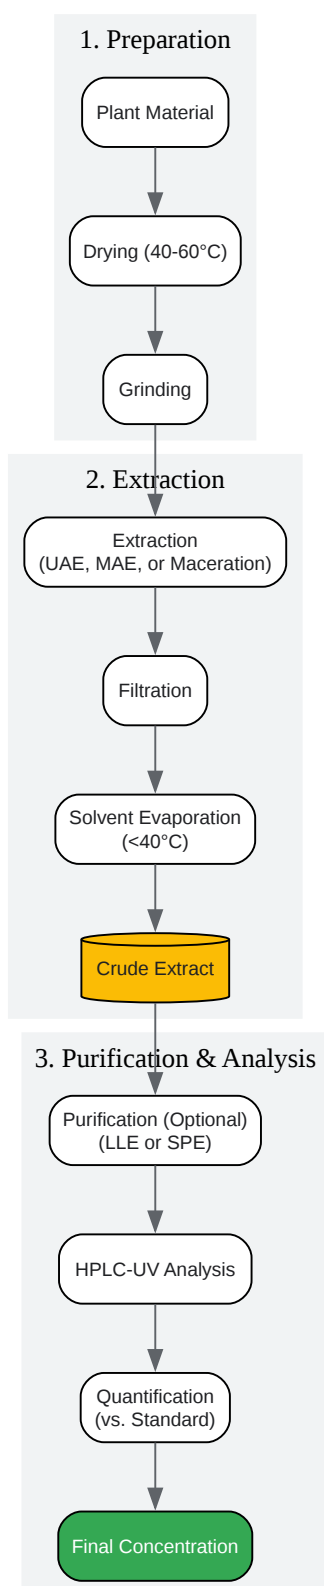 1. Preparation
Plant Material
Drying (40-60°C)
Grinding
2. Extraction
Extraction
(UAE, MAE, or Maceration)
Filtration
Solvent Evaporation
(<40°C)
Crude Extract
3. Purification & Analysis
Purification (Optional)
(LLE or SPE)
HPLC-UV Analysis
Quantification
(vs. Standard)
Final Concentration